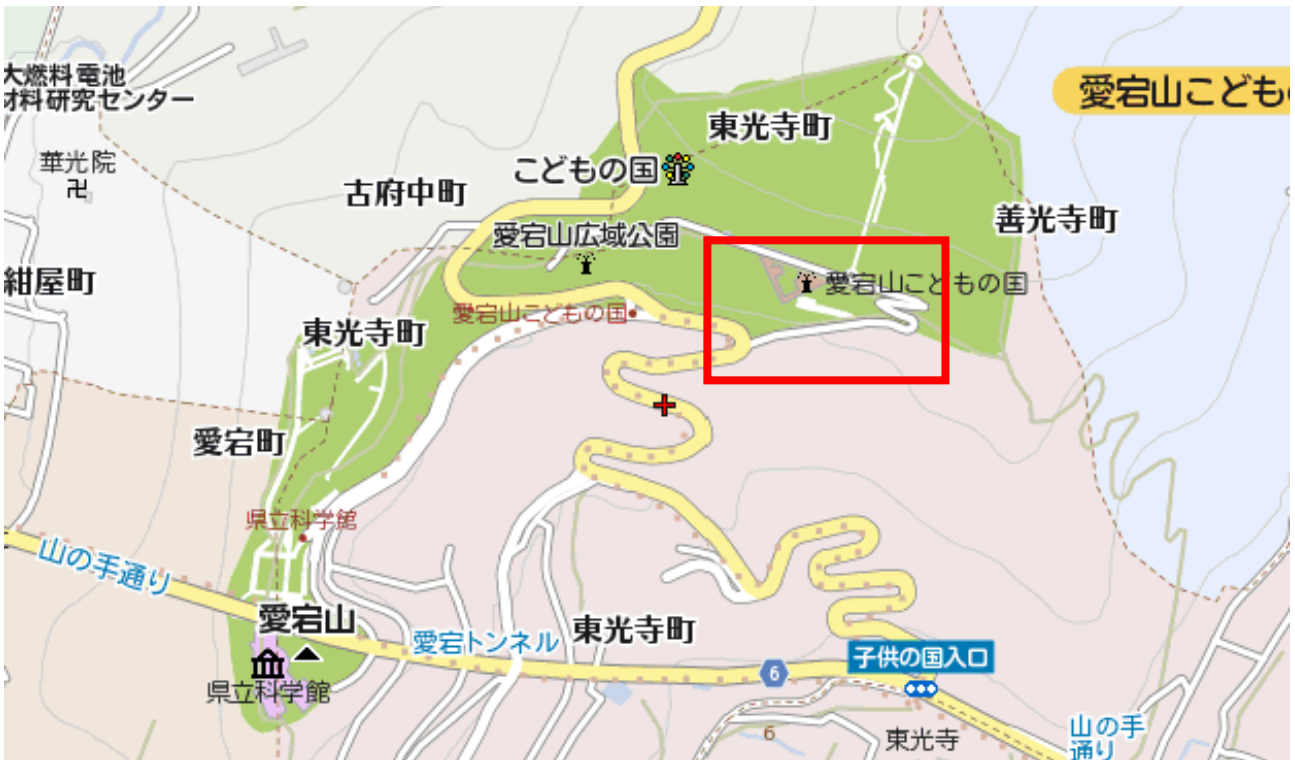 大燃料電池
材料研究センター
愛宕山こども
東光寺町
こどもの国
華光院
古府中町
善光寺町
愛宕山広域公園
紺屋町
愛宕山こどもの国
愛宕山こどもの国
東光寺町
愛宕町
県立科学館
山の手通り
愛宕山
愛宕トンネル
東光寺町
子供の国入口
6
県立科学館
6
東光寺
山の手
通り